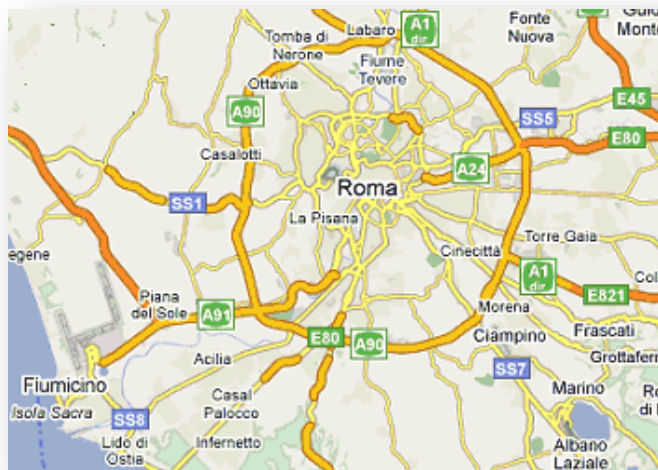 Labaro
A1
dir
Fonte
Nuova
Tomba di
Nerone
Fiume
Tevere
Ottavia
E45
A90
SS5
E80
Casalotti
A24
Roma
SS1
La Pisana
Torre Gaia
Cinecittà
A1
dir
Piana
del Sole
E821
A91
Morena
Frascati
E80
A90
Ciampino
Acilia
Grottaferr
SS7
Fiumicino
Marino
Casal
Palocco
Isola Sacra
SS8
Lido di
Ostia
Infernetto
Albano
Laziale